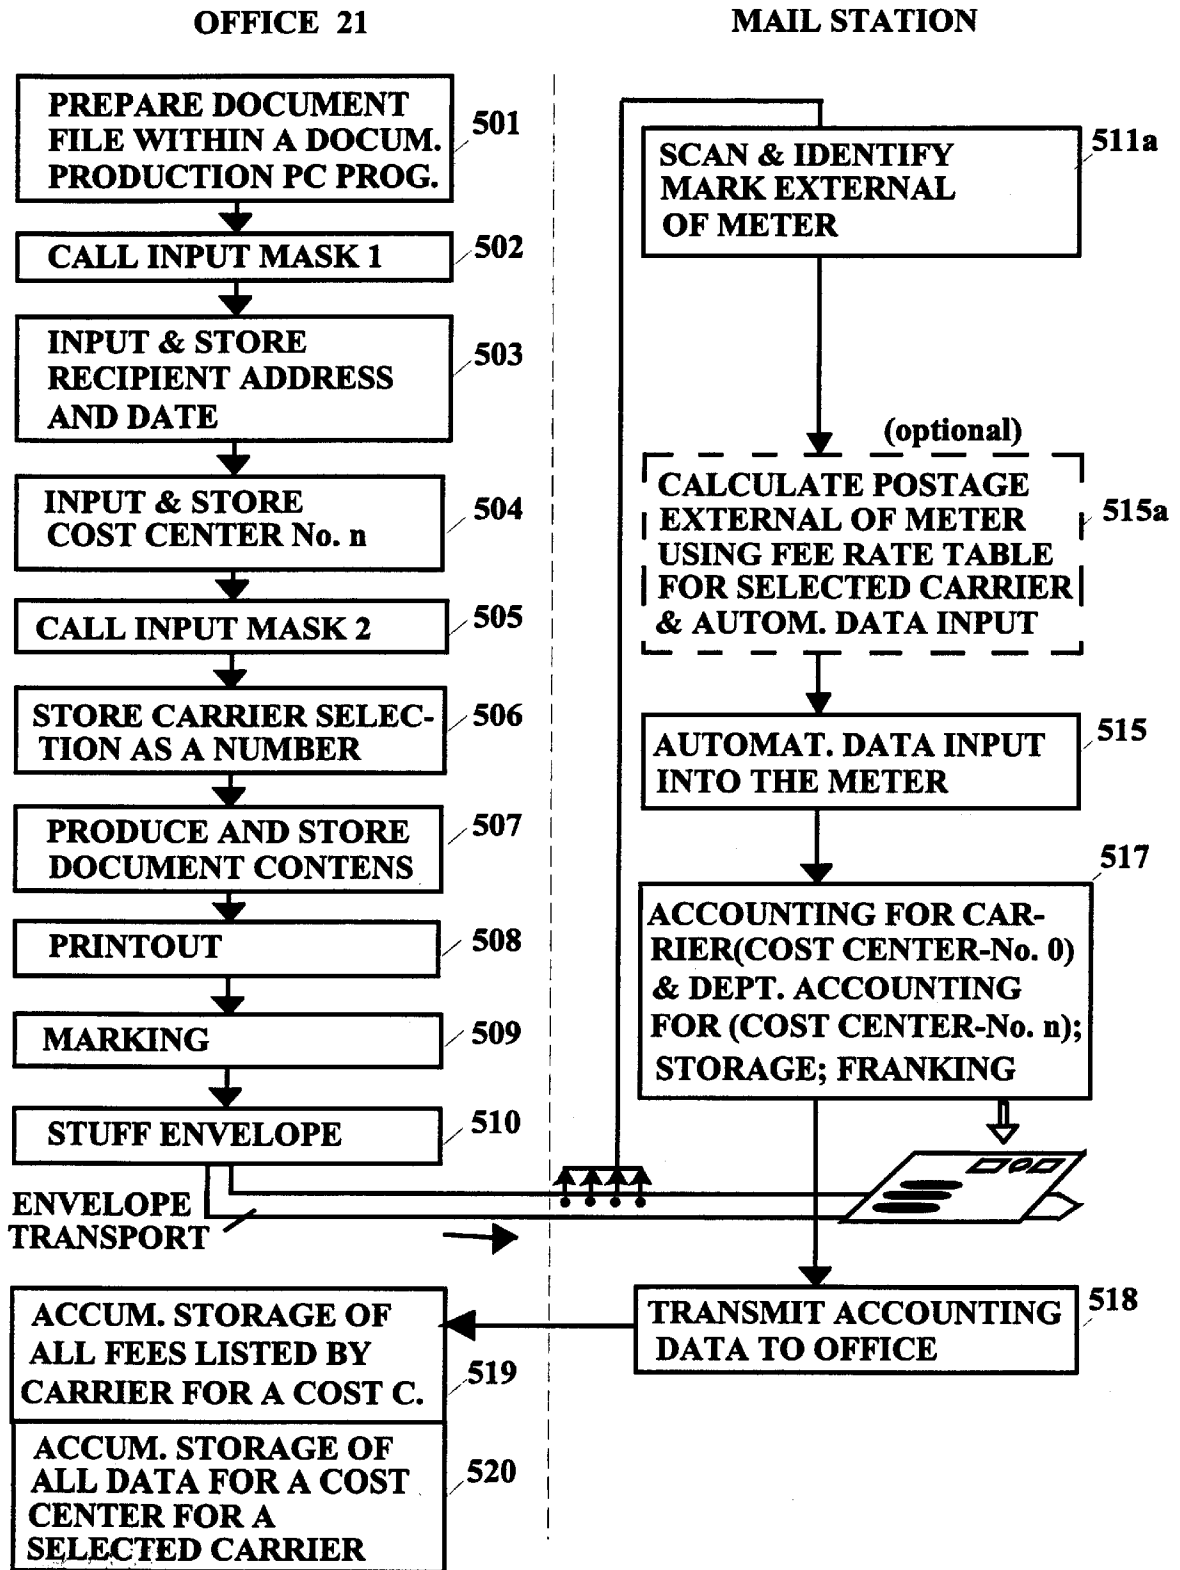 OFFICE 21
MAIL STATION
PREPARE DOCUMENT
FILE WITHIN A DOCUM.
PRODUCTION PC PROG.
501
CALL INPUT MASK 1
502
INPUT & STORE
RECIPIENT ADDRESS
AND DATE
503
INPUT & STORE
COST CENTER No. n
504
CALL INPUT MASK 2
505
STORE CARRIER SELEC-
TION AS A NUMBER
506
PRODUCE AND STORE
DOCUMENT CONTENS
507
PRINTOUT
508
MARKING
509
STUFF ENVELOPE
510
ENVELOPE
TRANSPORT
SCAN & IDENTIFY
MARK EXTERNAL
OF METER
511a
(optional)
CALCULATE POSTAGE
EXTERNAL OF METER
USING FEE RATE TABLE
FOR SELECTED CARRIER
& AUTOM. DATA INPUT
515a
AUTOMAT. DATA INPUT
INTO THE METER
515
517
ACCOUNTING FOR CAR-
RIER(COST CENTER-No. 0)
& DEPT. ACCOUNTING
FOR (COST CENTER-No. n);
STORAGE; FRANKING
TRANSMIT ACCOUNTING
DATA TO OFFICE
518
ACCUM. STORAGE OF
ALL FEES LISTED BY
CARRIER FOR A COST C.
519
ACCUM. STORAGE OF
ALL DATA FOR A COST
CENTER FOR A
SELECTED CARRIER
520